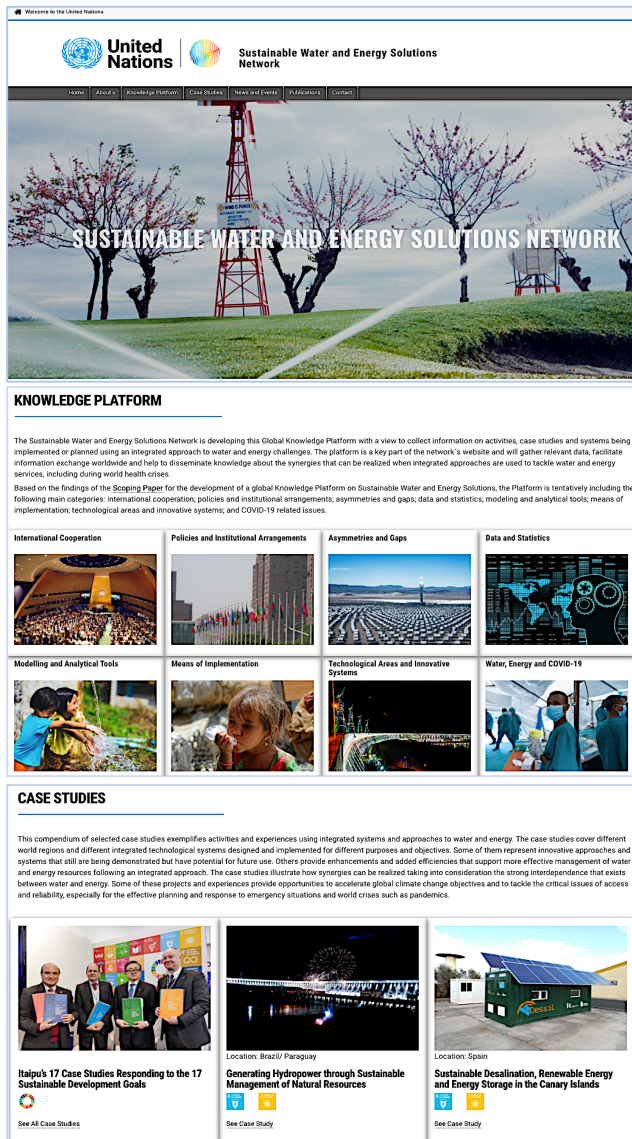 Welcome to the United Nations
United
Nations
Sustainable Water and Energy Solutions
Network
Home
About »
Knowledge Platform
Case Studies
News and Events
Publications
Contact
WIND IS POWER!
SUSTAINABLE WATER AND ENERGY SOLUTIONS NETWORK
KNOWLEDGE PLATFORM
The Sustainable Water and Energy Solutions Network is developing this Global Knowledge Platform with a view to collect information on activities, case studies and systems being
implemented or planned using an integrated approach to water and energy challenges. The platform is a key part of the network´s website and will gather relevant data, facilitate
information exchange worldwide and help to disseminate knowledge about the synergies that can be realized when integrated approaches are used to tackle water and energy
services, including during world health crises.
Based on the findings of the Scoping Paper for the development of a global Knowledge Platform on Sustainable Water and Energy Solutions, the Platform is tentatively including the
following main categories: international cooperation; policies and institutional arrangements; asymmetries and gaps; data and statistics; modeling and analytical tools; means of
implementation; technological areas and innovative systems; and COVID-19 related issues.
International Cooperation
Policies and Institutional Arrangements
Asymmetries and Gaps
Data and Statistics
Modelling and Analytical Tools
Means of Implementation
Technological Areas and Innovative
Systems
Water, Energy and COVID-19
CASE STUDIES
This compendium of selected case studies exemplifies activities and experiences using integrated systems and approaches to water and energy. The case studies cover different
world regions and different integrated technological systems designed and implemented for different purposes and objectives. Some of them represent innovative approaches and
systems that still are being demonstrated but have potential for future use. Others provide enhancements and added efficiencies that support more effective management of water
and energy resources following an integrated approach. The case studies illustrate how synergies can be realized taking into consideration the strong interdependence that exists
between water and energy. Some of these projects and experiences provide opportunities to accelerate global climate change objectives and to tackle the critical issues of access
and reliability, especially for the effective planning and response to emergency situations and world crises such as pandemics.
Dessal
Location: Brazil/ Paraguay
Location: Spain
Itaipu's 17 Case Studies Responding to the 17
Sustainable Development Goals
Generating Hydropower through Sustainable
Management of Natural Resources
Sustainable Desalination, Renewable Energy
and Energy Storage in the Canary Islands
See All Case Studies
See Case Study
See Case Study